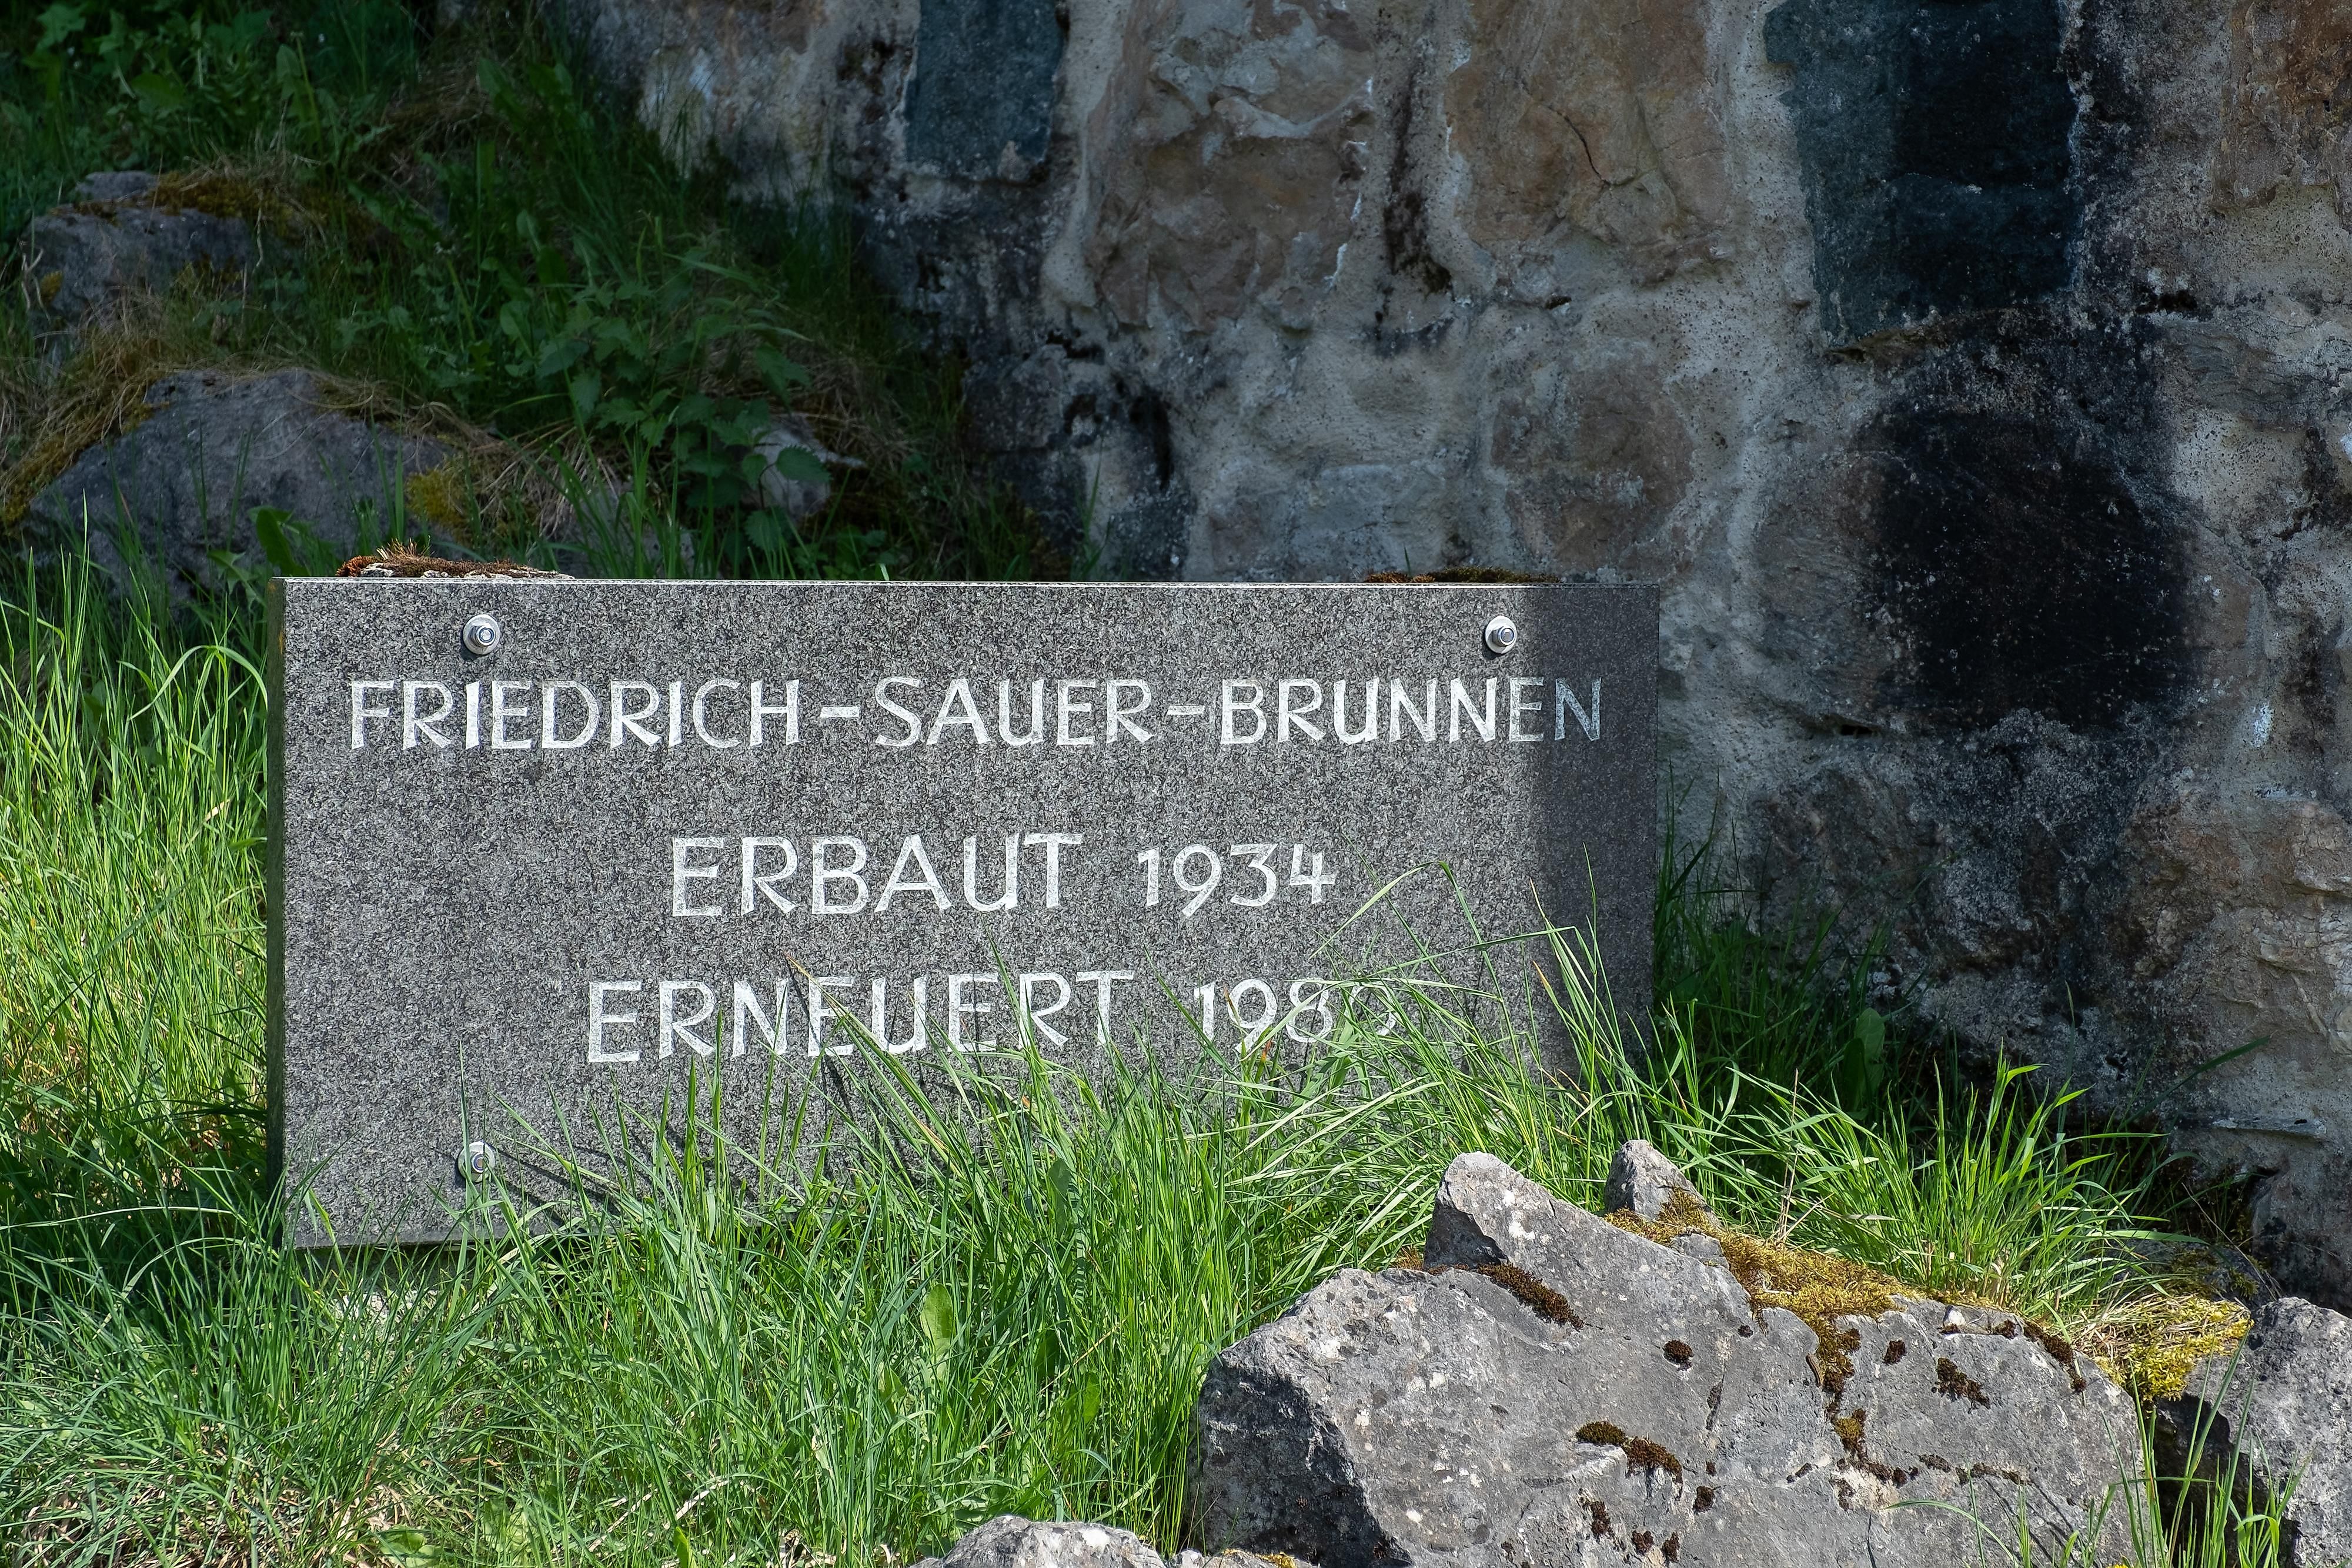 FRIEDRICH-SAUER-BRUNNEN
ERBAUT 1934
ERNEUERT